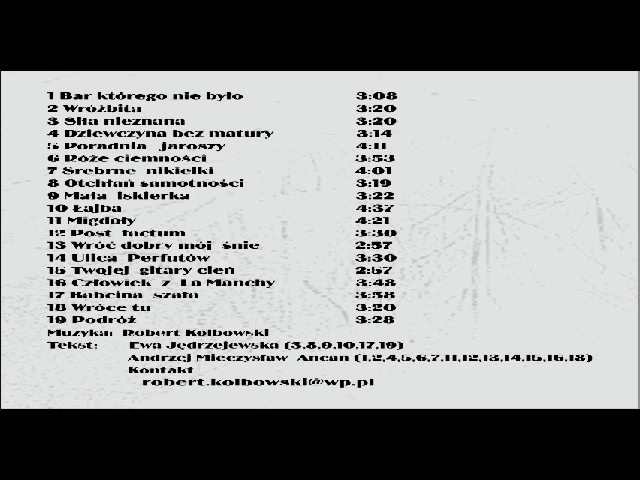 1 Bar którego nie było 3:08
2 Wróżbita 3:20
3 Siła nieznana 3:20
4 Dziewczyna bez matury 3:14
5 Poradnia jaroszy 4:11
6 Róże ciemności 3:53
7 Srebrne nikielki 4:01
8 Otchłań samotności 3:19
9 Mała Iskierka 3:22
10 Łajba 4:37
11 Migdały 4:21
12 Post factum 3:30
13 Wróć dobry mój śnie 2:57
14 Ulica Perfutów 3:30
15 Twojej gitary cień 2:57
16 Człowiek z La Manchy 3:48
17 Babcina szafa 3:58
18 Wróce tu 3:20
19 Podróż 3:28
Muzyka: Robert Kolbowski
Tekst: Ewa Jędrzejewska (3,8,9,10,17,19)
Andrzej Mieczysław Ancan (1,2,4,5,6,7,11,12,13,14,15,16,18)
Kontakt
robert.kolbowski@wp.pl